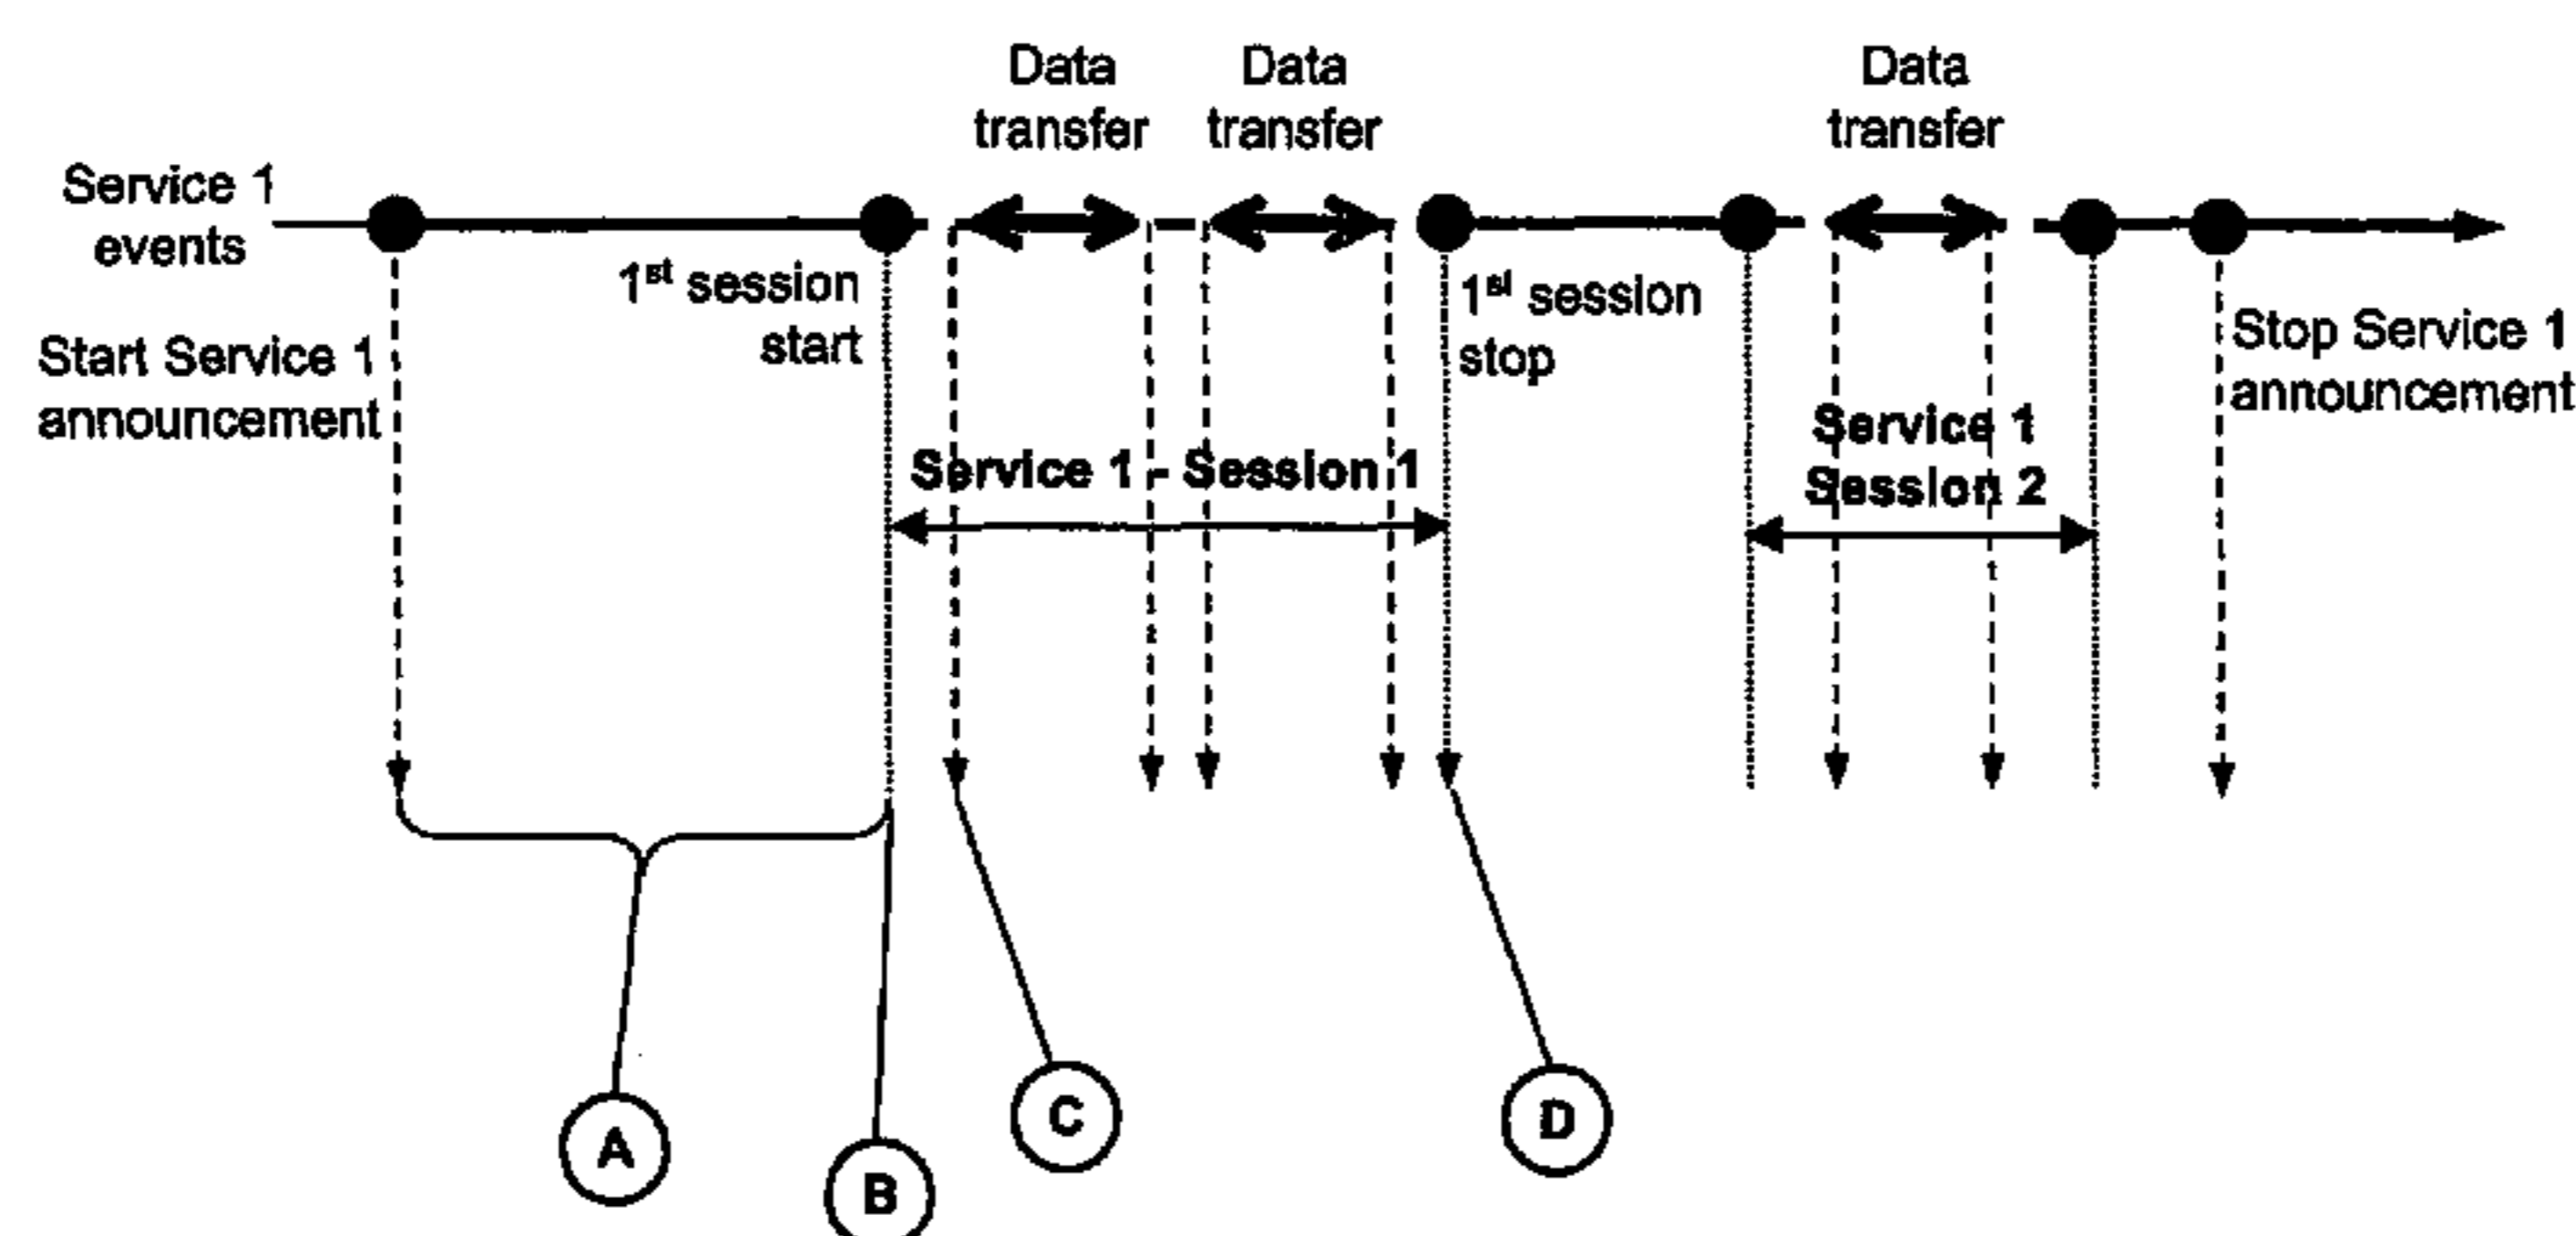 Data
transfer
Data
transfer
Data
transfer
Service 1
events
1st session
start
1st session
stop
Start Service 1
announcement
Stop Service 1
announcement
Service 1 - Session 1
Service 1
Session 2
A
B
C
D